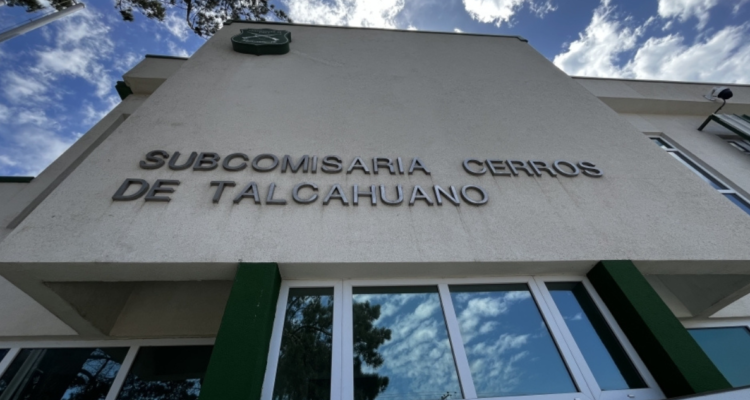 SUBCOMISARIA CERROS
DE TALCAHUANO